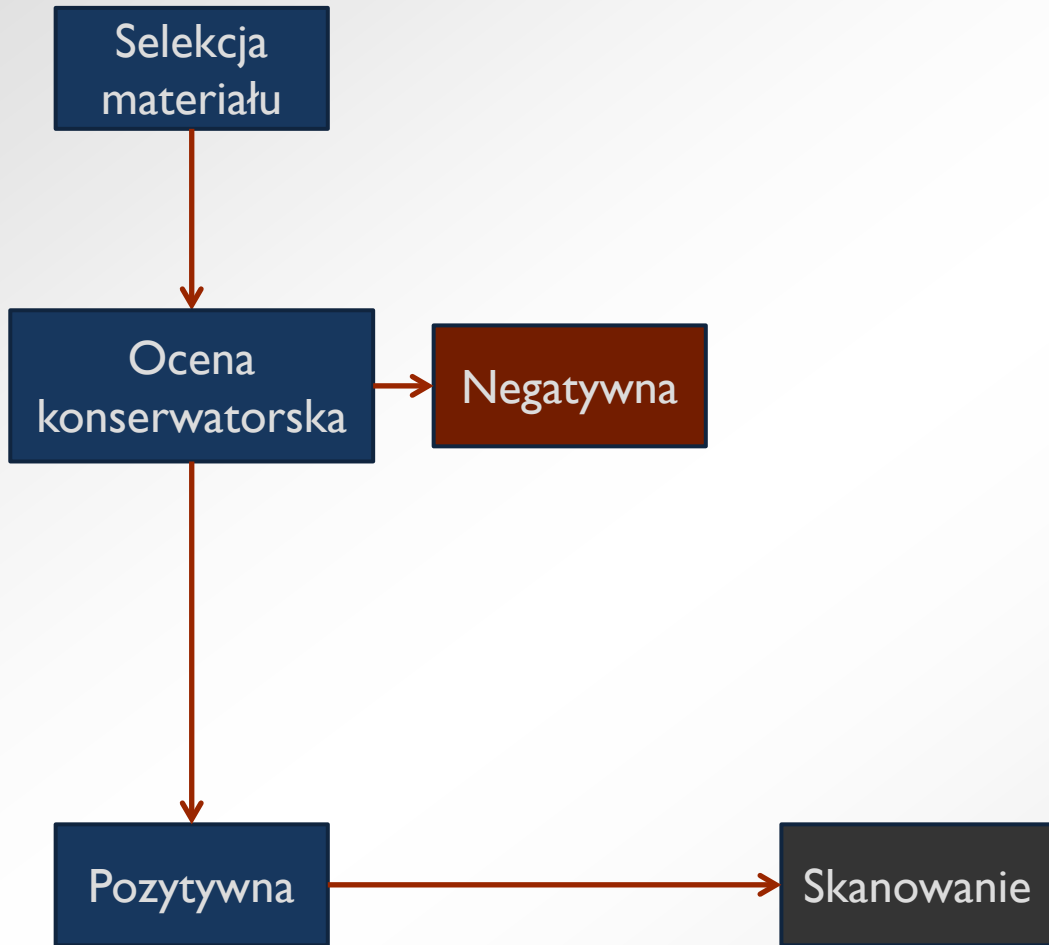 Selekcja
materiału
Ocena
konserwatorska
Negatywna
Pozytywna
Skanowanie